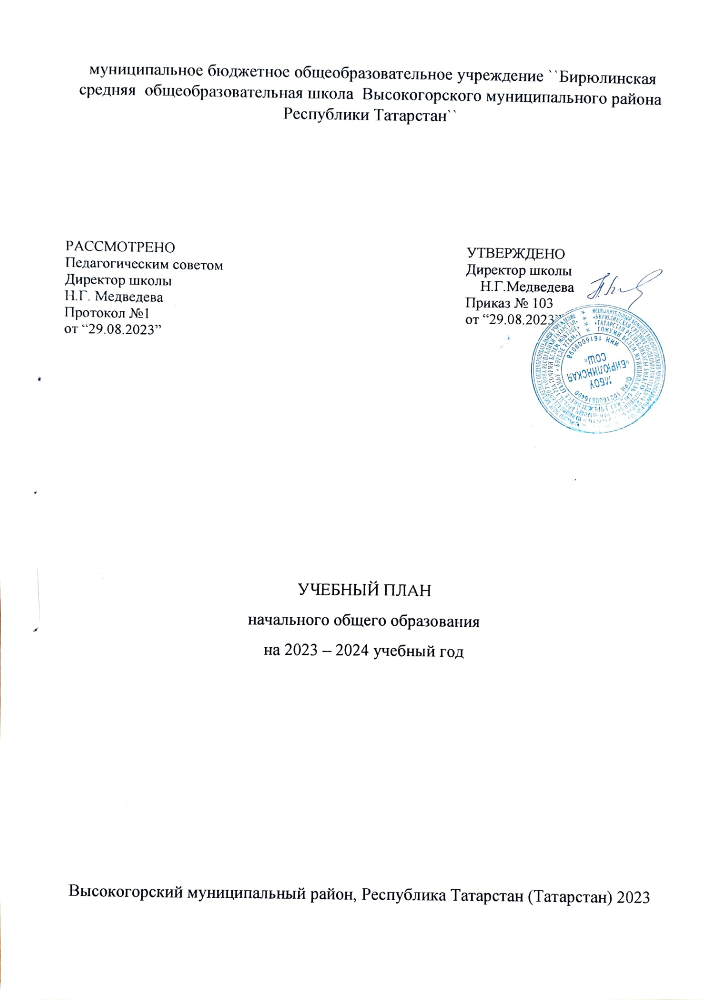 муниципальное бюджетное общеобразовательное учреждение ``Бирюлинская
средняя общеобразовательная школа Высокогорского муниципального района
Республики Татарстан``
РАССМОТРЕНО
Педагогическим советом
Директор школы
Н.Г. Медведева
Протокол №1
от “29.08.2023”
УТВЕРЖДЕНО
Директор школы
Н.Г.Медведева
Приказ № 103
от “29.08.2023”
ИНН 1616009098
МБОУ
"БИРЮЛИНСКАЯ
СОШ"
УЧЕБНЫЙ ПЛАН
начального общего образования
на 2023 – 2024 учебный год
Высокогорский муниципальный район, Республика Татарстан (Татарстан) 2023